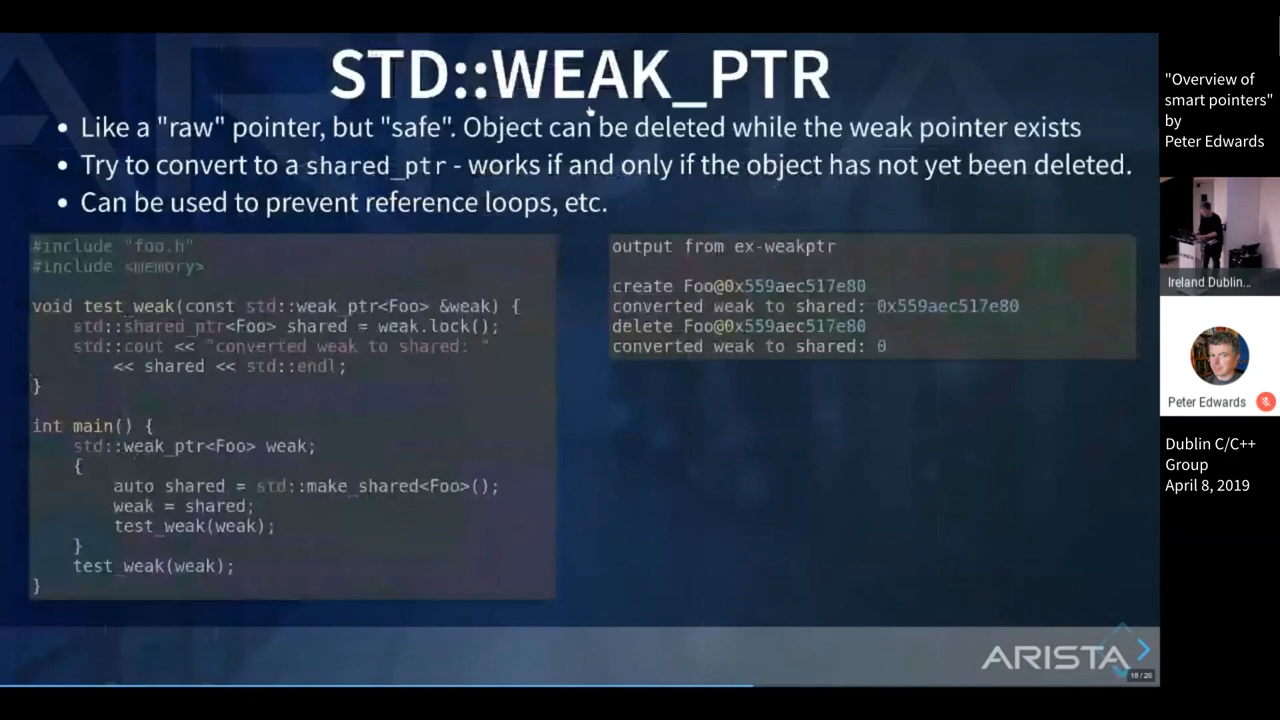 STD::WEAK_PTR
• Like a "raw" pointer, but "safe". Object can be deleted while the weak pointer exists
• Try to convert to a shared_ptr - works if and only if the object has not yet been deleted.
• Can be used to prevent reference loops, etc.
#include "foo.h"
#include <memory>
void test_weak(const std::weak_ptr<Foo> &weak) {
    std::shared_ptr<Foo> shared = weak.lock();
    std::cout << "converted weak to shared: "
        << shared << std::endl;
}
int main() {
    std::weak_ptr<Foo> weak;
    {
        auto shared = std::make_shared<Foo>();
        weak = shared;
        test_weak(weak);
    }
    test_weak(weak);
}
output from ex-weakptr
create Foo@0x559aec517e80
converted weak to shared: 0x559aec517e80
delete Foo@0x559aec517e80
converted weak to shared: 0
ARISTA
18 / 26
"Overview of
smart pointers"
by
Peter Edwards
Ireland Dublin...
Peter Edwards
Dublin C/C++
Group
April 8, 2019